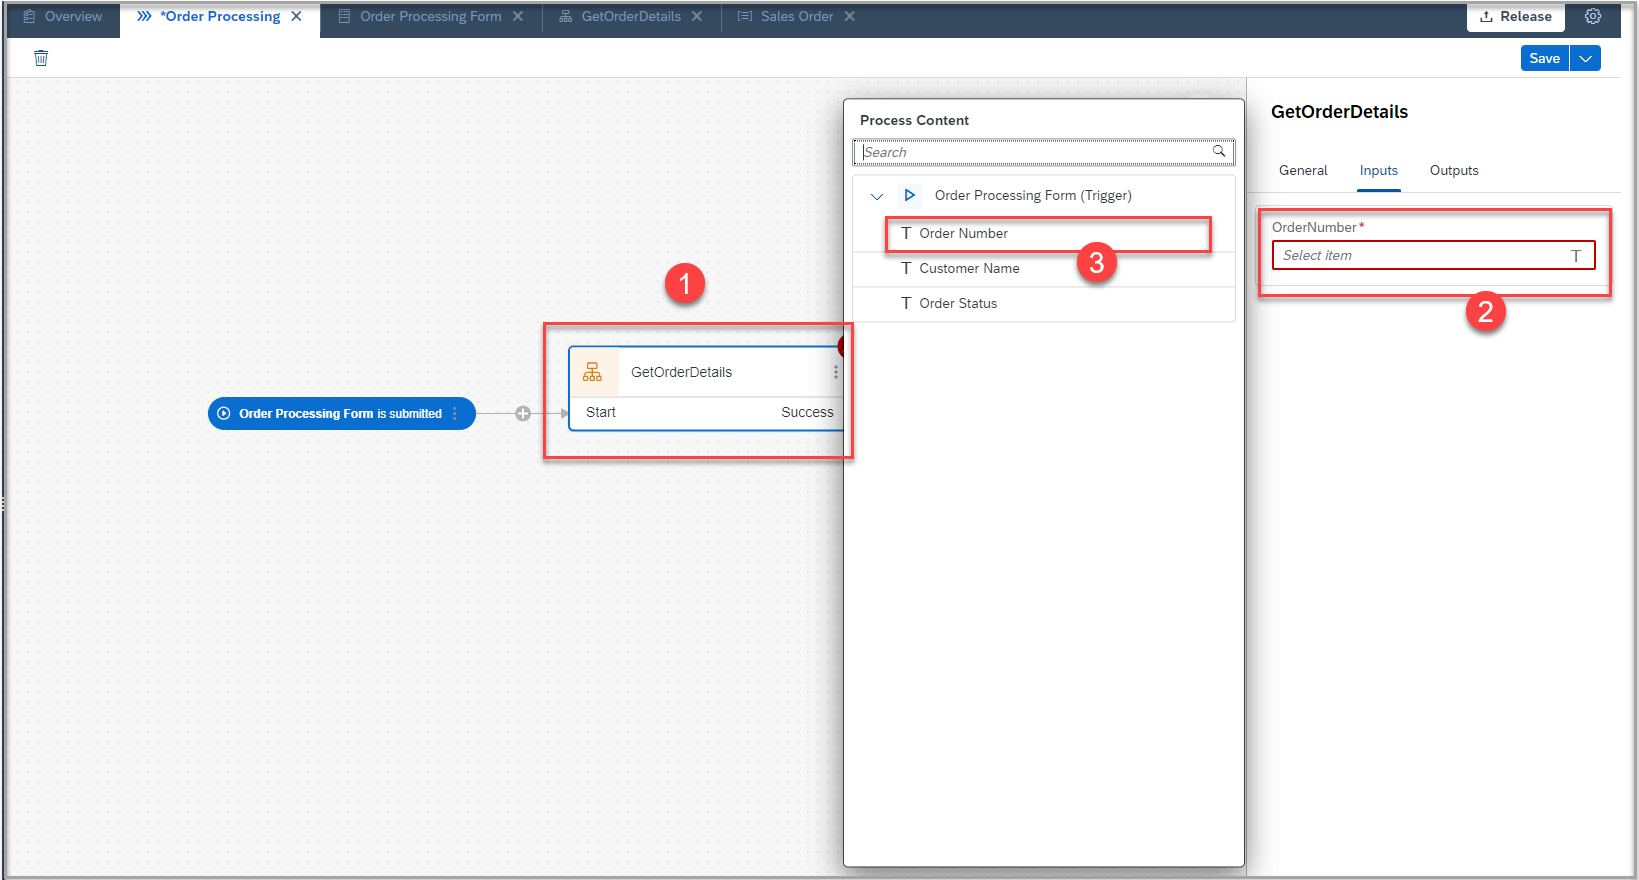 Overview
*Order Processing
Order Processing Form
GetOrderDetails
Sales Order
Release
Save
Process Content
Search
Order Processing Form (Trigger)
T Order Number
T Customer Name
T Order Status
3
1
GetOrderDetails
Start Success
Order Processing Form is submitted
GetOrderDetails
General Inputs Outputs
OrderNumber*
Select item T
2